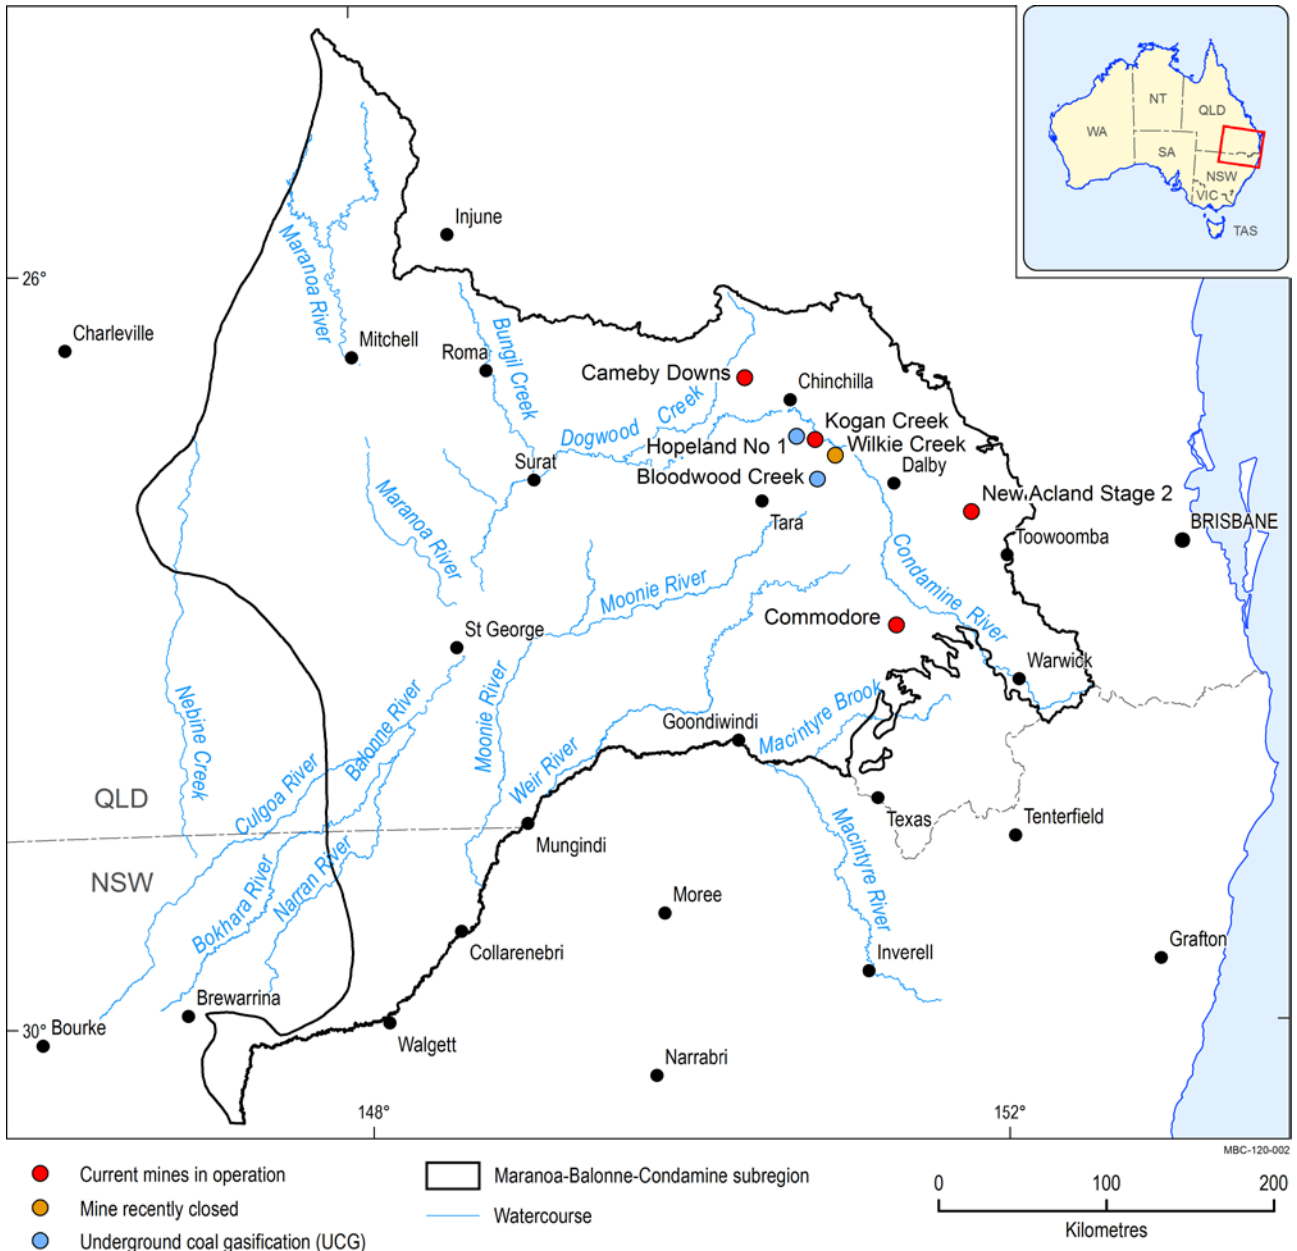 NT
QLD
WA
SA
NSW
VIC
TAS
Injune
26°
Maranoa River
Charleville
Mitchell
Roma
Bungil Creek
Cameby Downs
Chinchilla
Dogwood Creek
Kogan Creek
Hopeland No 1
Wilkie Creek
Surat
Dalby
Bloodwood Creek
New Acland Stage 2
Tara
BRISBANE
Maranoa River
Toowoomba
Condamine River
Moonie River
Commodore
St George
Warwick
Moonie River
Nebine Creek
Balonne River
Macintyre Brook
Goondiwindi
Weir River
Culgoa River
QLD
Texas
Tenterfield
Mungindi
Macintyre River
NSW
Narran River
Bokhara River
Moree
Collarenebri
Inverell
Grafton
Brewarrina
30°
Bourke
Walgett
Narrabri
148°
152°
MBC-120-002
Current mines in operation
Maranoa-Balonne-Condamine subregion
Mine recently closed
Watercourse
0 100 200
Kilometres
Underground coal gasification (UCG)